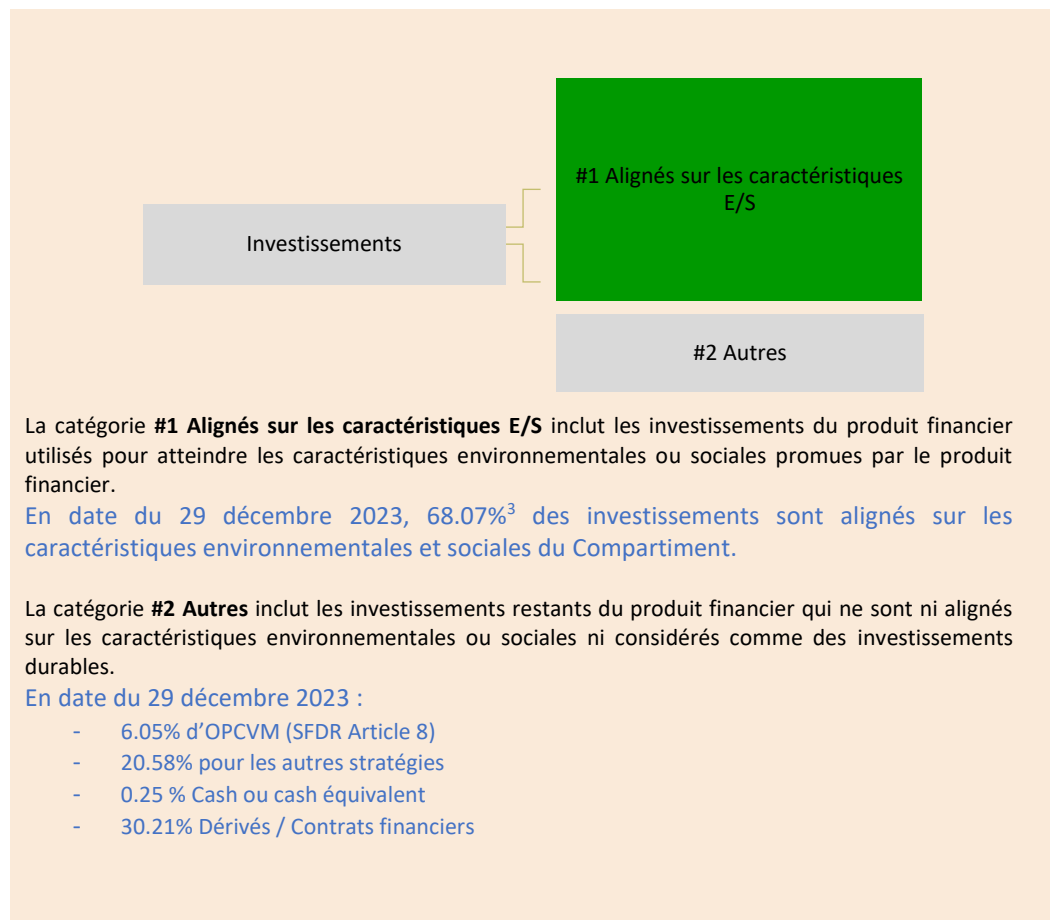 #1 Alignés sur les caractéristiques
E/S
Investissements
#2 Autres
La catégorie #1 Alignés sur les caractéristiques E/S inclut les investissements du produit financier
utilisés pour atteindre les caractéristiques environnementales ou sociales promues par le produit
financier.
En date du 29 décembre 2023, 68.07%³ des investissements sont alignés sur les
caractéristiques environnementales et sociales du Compartiment.
La catégorie #2 Autres inclut les investissements restants du produit financier qui ne sont ni alignés
sur les caractéristiques environnementales ou sociales ni considérés comme des investissements
durables.
En date du 29 décembre 2023 :
- 6.05% d’OPCVM (SFDR Article 8)
- 20.58% pour les autres stratégies
- 0.25 % Cash ou cash équivalent
- 30.21% Dérivés / Contrats financiers